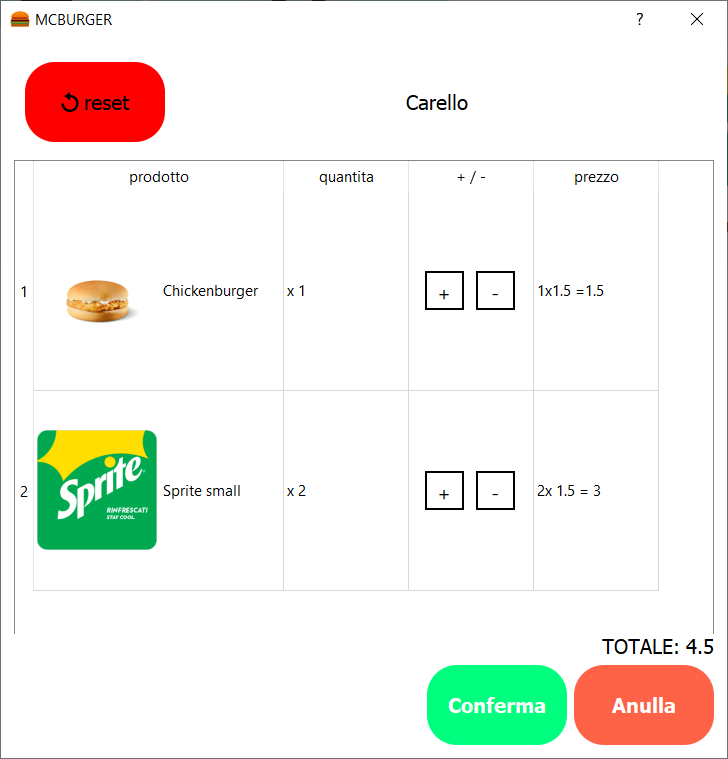 MCBURGER ?
reset
Carello
prodotto quantita + / - prezzo
1 Chickenburger x 1 + - 1x1.5 =1.5
Sprite
RINFRESCATI
STAY COOL.
2 Sprite small x 2 + - 2x 1.5 = 3
TOTALE: 4.5
Conferma Anulla